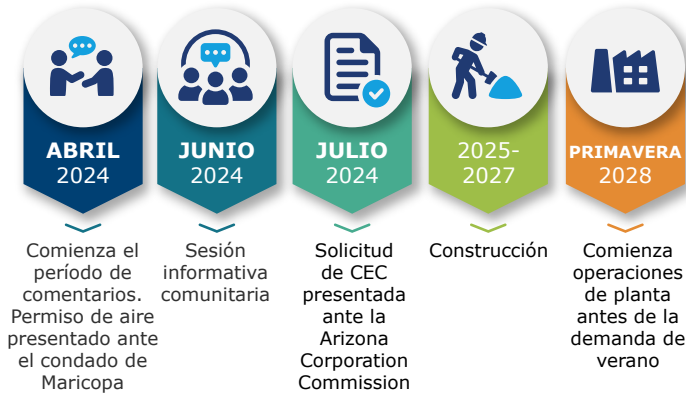 ABRIL
2024
Comienza el
período de
comentarios.
Permiso de aire
presentado ante
el condado de
Maricopa
JUNIO
2024
Sesión
informativa
comunitaria
JULIO
2024
Solicitud
de CEC
presentada
ante la
Arizona
Corporation
Commission
2025-
2027
Construcción
PRIMAVERA
2028
Comienza
operaciones
de planta
antes de la
demanda de
verano